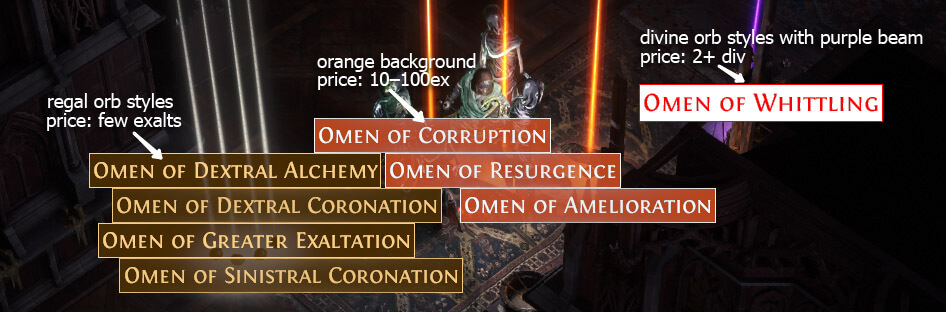 regal orb styles
price: few exalts
Omen of Dextral Alchemy
Omen of Dextral Coronation
Omen of Greater Exaltation
Omen of Sinistral Coronation
orange background
price: 10–100ex
Omen of Corruption
Omen of Resurgence
Omen of Amelioration
divine orb styles with purple beam
price: 2+ div
Omen of Whittling